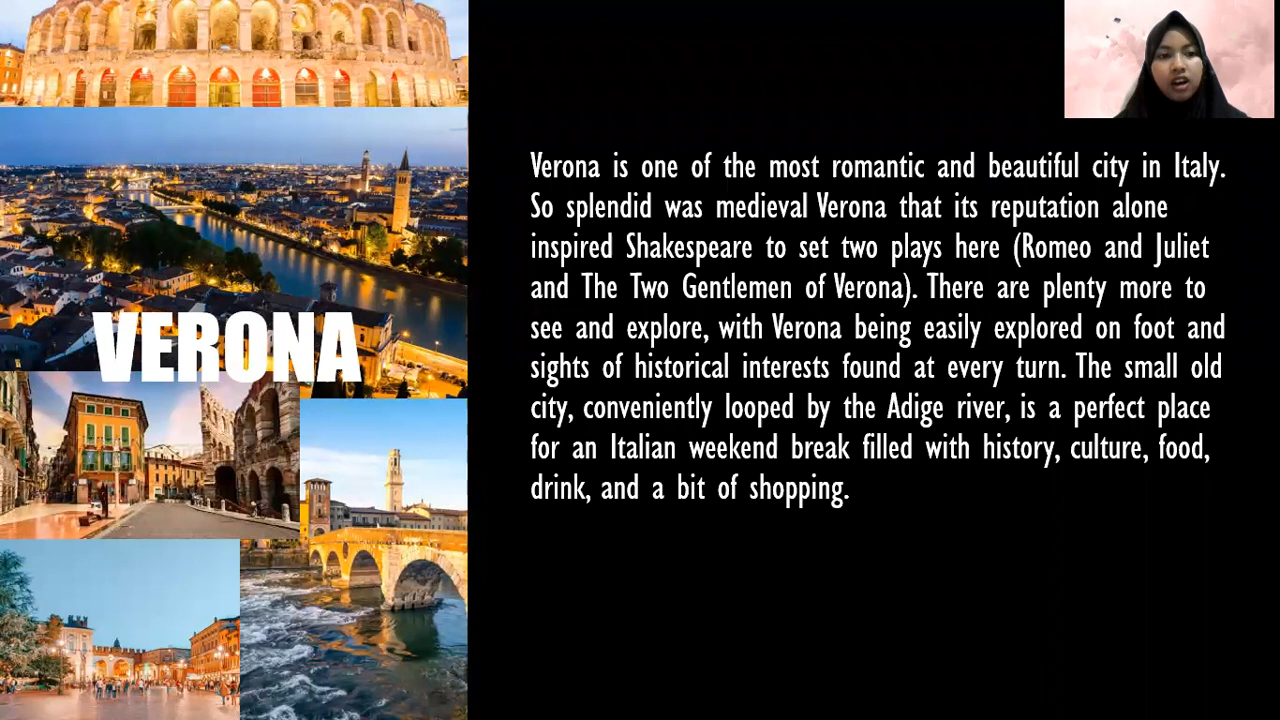 VERONA
Verona is one of the most romantic and beautiful city in Italy.
So splendid was medieval Verona that its reputation alone
inspired Shakespeare to set two plays here (Romeo and Juliet
and The Two Gentlemen of Verona). There are plenty more to
see and explore, with Verona being easily explored on foot and
sights of historical interests found at every turn. The small old
city, conveniently looped by the Adige river, is a perfect place
for an Italian weekend break filled with history, culture, food,
drink, and a bit of shopping.